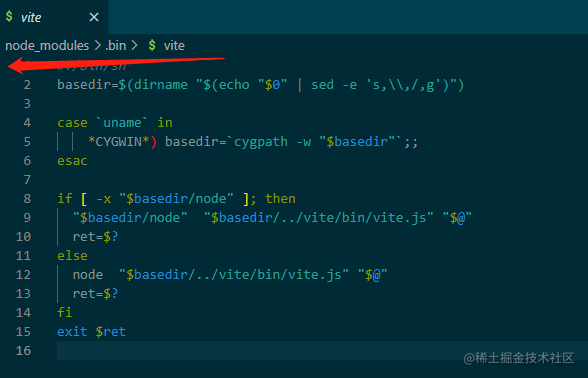 $ vite ×
node_modules > .bin > $ vite
#!/bin/sh
2 basedir=$(dirname "$(echo "$0" | sed -e 's,\\,/,g')")
3
4 case `uname` in
5 *CYGWIN*) basedir=`cygpath -w "$basedir"`;;
6 esac
7
8 if [ -x "$basedir/node" ]; then
9 "$basedir/node"  "$basedir/../vite/bin/vite.js" "$@"
10 ret=$?
11 else
12 node  "$basedir/../vite/bin/vite.js" "$@"
13 ret=$?
14 fi
15 exit $ret
16
@稀土掘金技术社区